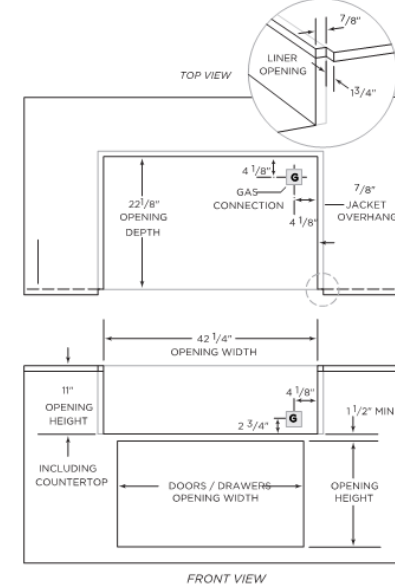 7/8"
LINER
OPENING
1 3/4"
TOP VIEW
4 1/8"
G
GAS
CONNECTION
4 1/8"
22 1/8"
OPENING
DEPTH
7/8"
JACKET
OVERHANG
42 1/4"
OPENING WIDTH
11"
OPENING
HEIGHT
INCLUDING
COUNTERTOP
4 1/8"
G
2 3/4"
1 1/2" MIN
DOORS / DRAWERS
OPENING WIDTH
OPENING
HEIGHT
FRONT VIEW